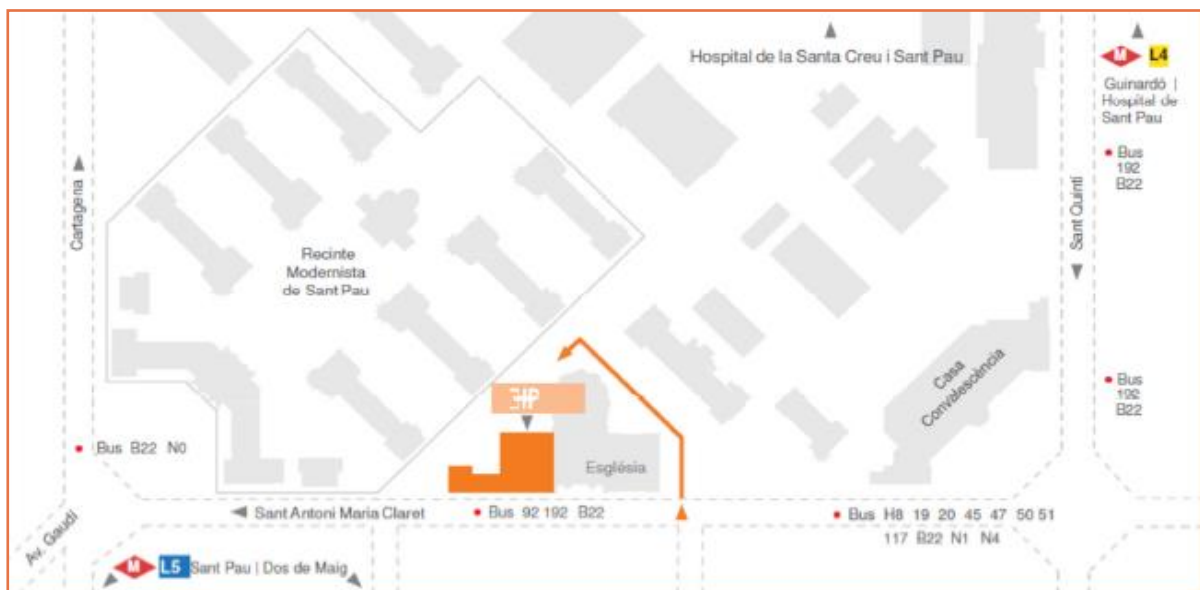 Hospital de la Santa Creu i Sant Pau
M L4
Guinardó |
Hospital de
Sant Pau
Bus
192
B22
Cartagena
Sant Quintí
Recinte
Modernista
de Sant Pau
Casa
Convalescència
Bus
192
B22
Bus B22 N0
Església
Sant Antoni Maria Claret
Bus 92 192 B22
Bus H8 19 20 45 47 50 51
117 B22 N1 N4
Av. Gaudí
M L5 Sant Pau | Dos de Maig